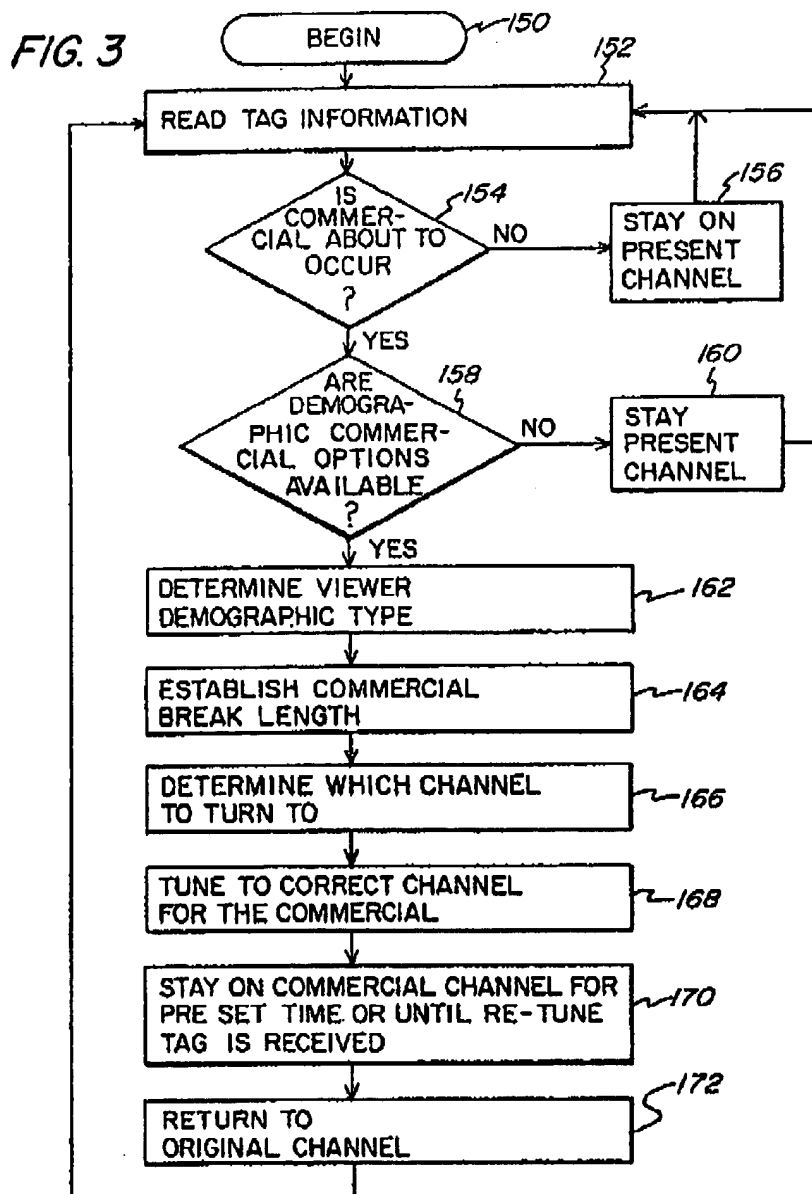 FIG. 3
BEGIN
150
152
READ TAG INFORMATION
IS
COMMER-
CIAL ABOUT TO
OCCUR
?
154
NO
156
STAY ON
PRESENT
CHANNEL
YES
ARE
DEMOGRA-
PHIC COMMER-
CIAL OPTIONS
AVAILABLE
?
158
NO
160
STAY
PRESENT
CHANNEL
YES
DETERMINE VIEWER
DEMOGRAPHIC TYPE
162
ESTABLISH COMMERCIAL
BREAK LENGTH
164
DETERMINE WHICH CHANNEL
TO TURN TO
166
TUNE TO CORRECT CHANNEL
FOR THE COMMERCIAL
168
STAY ON COMMERCIAL CHANNEL FOR
PRE SET TIME OR UNTIL RE-TUNE
TAG IS RECEIVED
170
RETURN TO
ORIGINAL CHANNEL
172